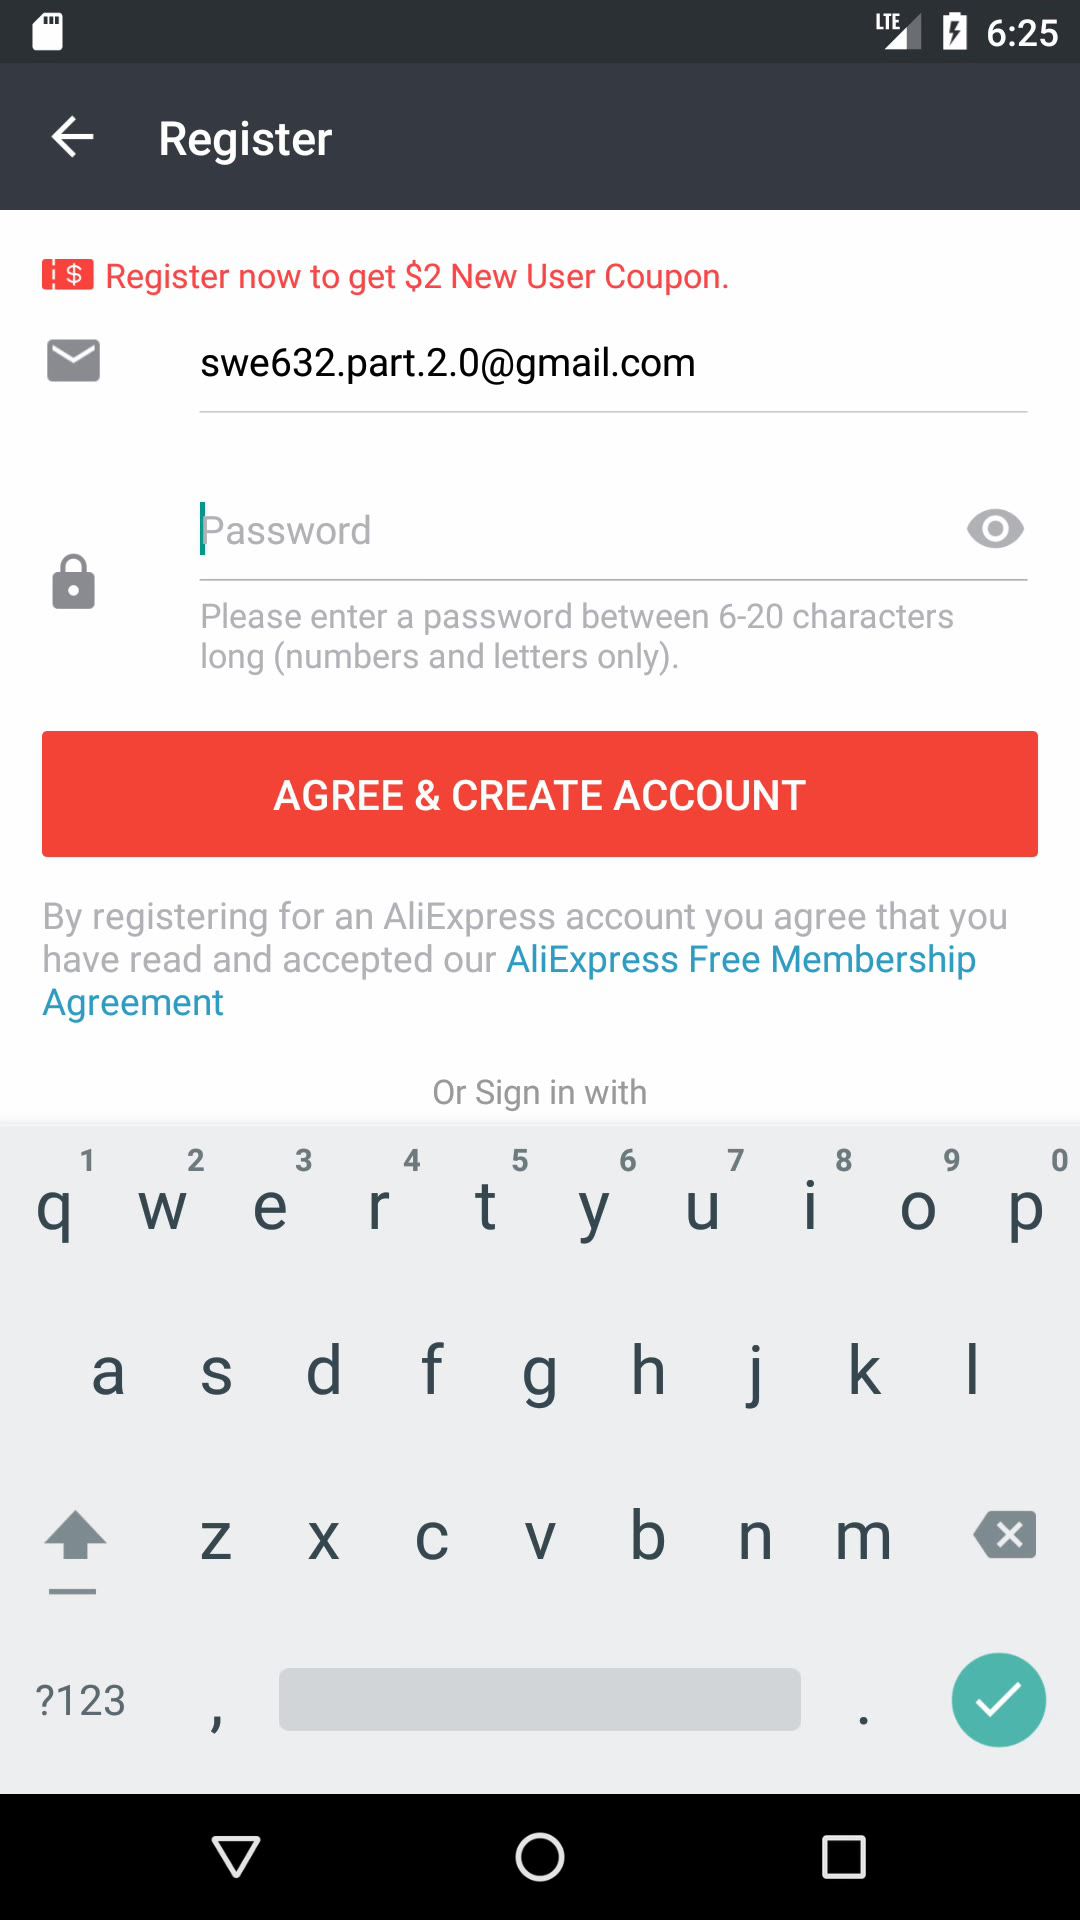 LTE 6:25
Register
Register now to get $2 New User Coupon.
swe632.part.2.0@gmail.com
Password
Please enter a password between 6-20 characters
long (numbers and letters only).
AGREE & CREATE ACCOUNT
By registering for an AliExpress account you agree that you
have read and accepted our AliExpress Free Membership
Agreement
Or Sign in with
1 2 3 4 5 6 7 8 9 0
q w e r t y u i o p
a s d f g h j k l
z x c v b n m
?123 , .